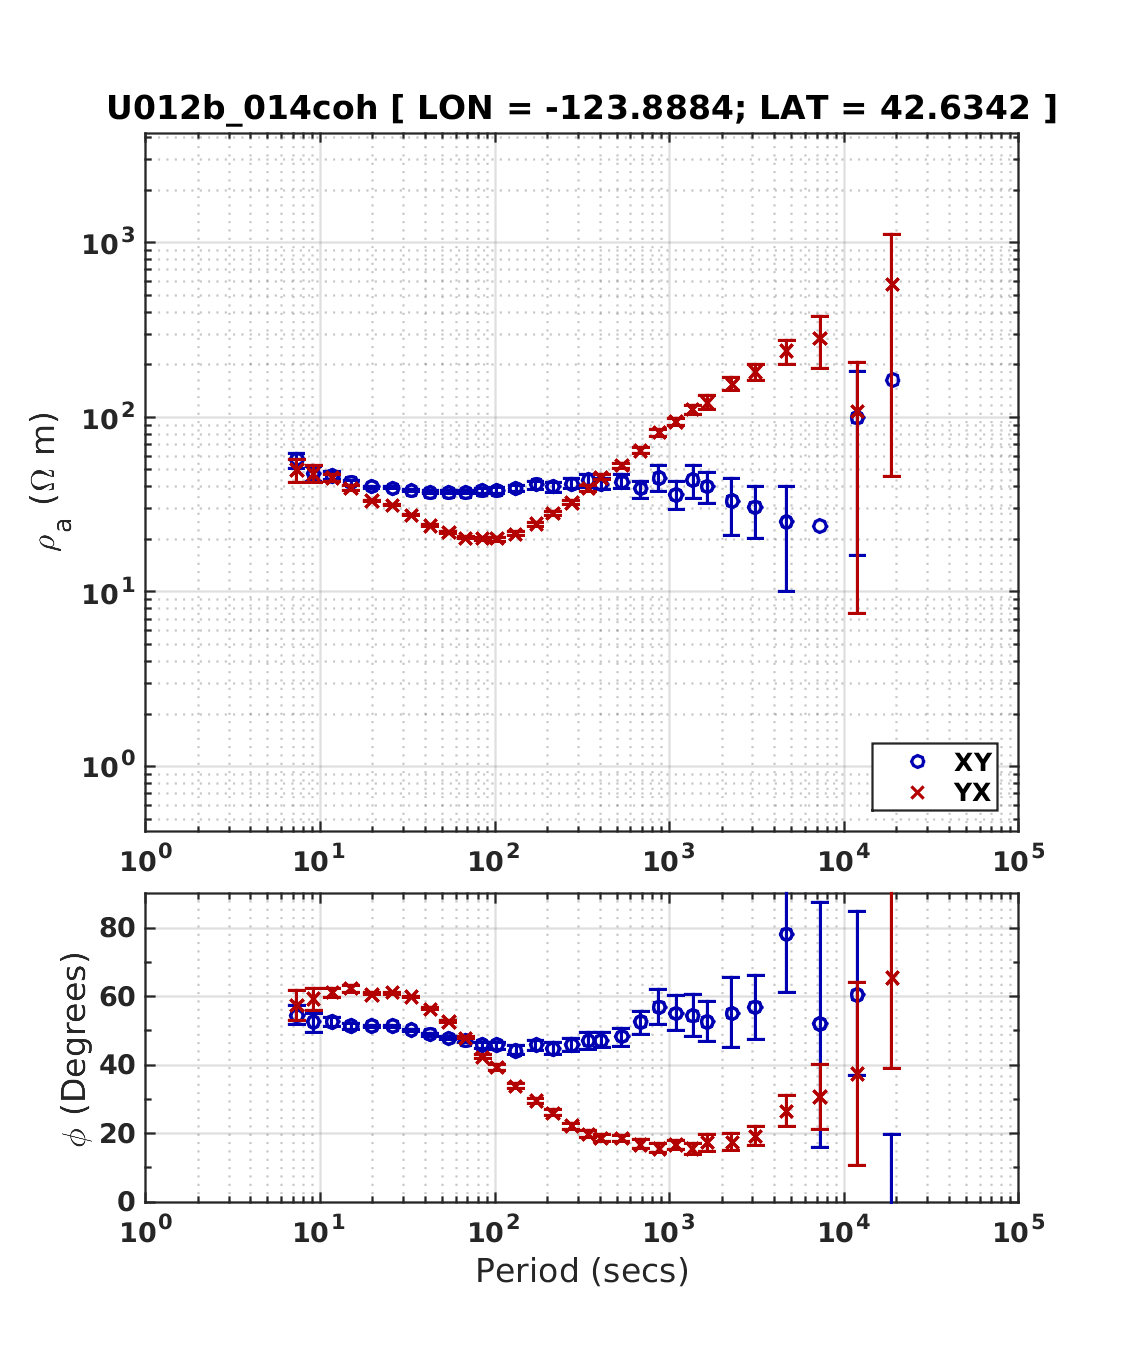 U012b_014coh [ LON = -123.8884; LAT = 42.6342 ]
10³
10²
10¹
10⁰
ρₐ (Ω m)
XY
YX
10⁰ 10¹ 10² 10³ 10⁴ 10⁵
80
60
40
20
0
ϕ (Degrees)
10⁰ 10¹ 10² 10³ 10⁴ 10⁵
Period (secs)